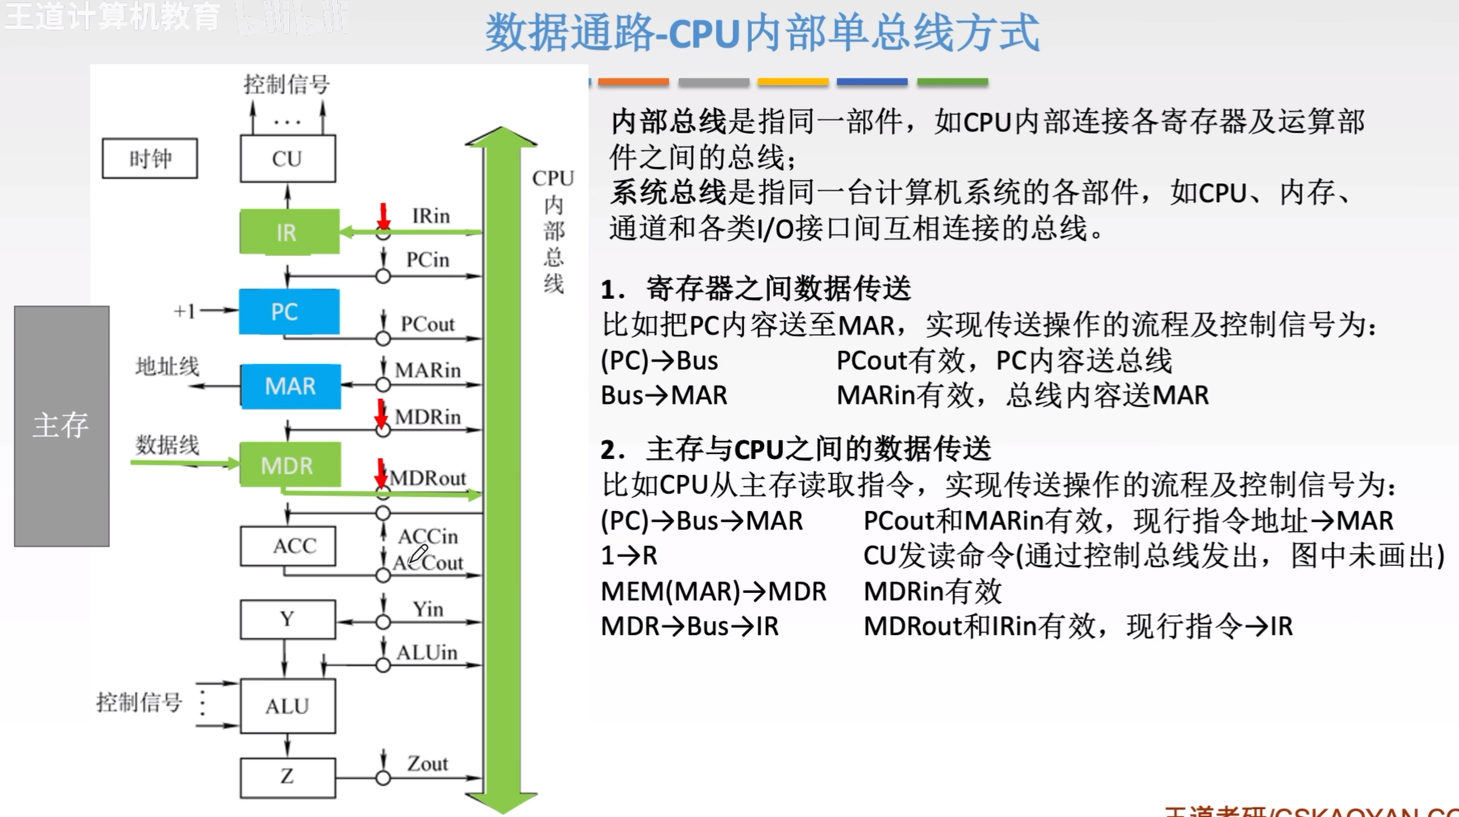 王道计算机教育 bilibili
数据通路-CPU内部单总线方式
控制信号
...
时钟
CU
IR
IRin
PCin
+1
PC
PCout
地址线
MAR
MARin
MDRin
主存
数据线
MDR
MDRout
ACC
ACCin
ACCout
Y
Yin
ALUin
控制信号
ALU
Z
Zout
CPU
内
部
总
线
内部总线是指同一部件，如CPU内部连接各寄存器及运算部
件之间的总线；
系统总线是指同一台计算机系统的各部件，如CPU、内存、
通道和各类I/O接口间互相连接的总线。
1．寄存器之间数据传送
比如把PC内容送至MAR，实现传送操作的流程及控制信号为：
(PC)→Bus PCout有效，PC内容送总线
Bus→MAR MARin有效，总线内容送MAR
2．主存与CPU之间的数据传送
比如CPU从主存读取指令，实现传送操作的流程及控制信号为：
(PC)→Bus→MAR PCout和MARin有效，现行指令地址→MAR
1→R CU发读命令(通过控制总线发出，图中未画出)
MEM(MAR)→MDR MDRin有效
MDR→Bus→IR MDRout和IRin有效，现行指令→IR